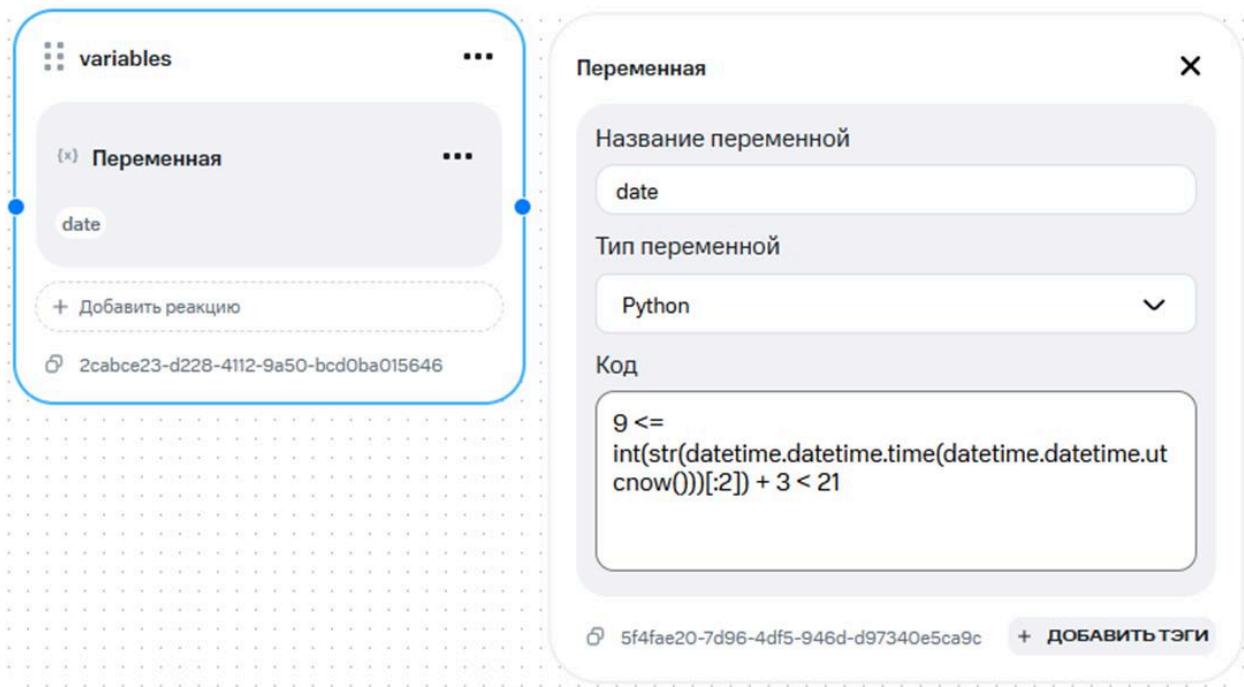 variables
{x} Переменная
date
+ Добавить реакцию
2cabce23-d228-4112-9a50-bcd0ba015646
Переменная
Название переменной
date
Тип переменной
Python
Код
9 <=
int(str(datetime.datetime.time(datetime.datetime.ut
cnow()))[:2]) + 3 < 21
5f4fae20-7d96-4df5-946d-d97340e5ca9c
+ ДОБАВИТЬ ТЭГИ